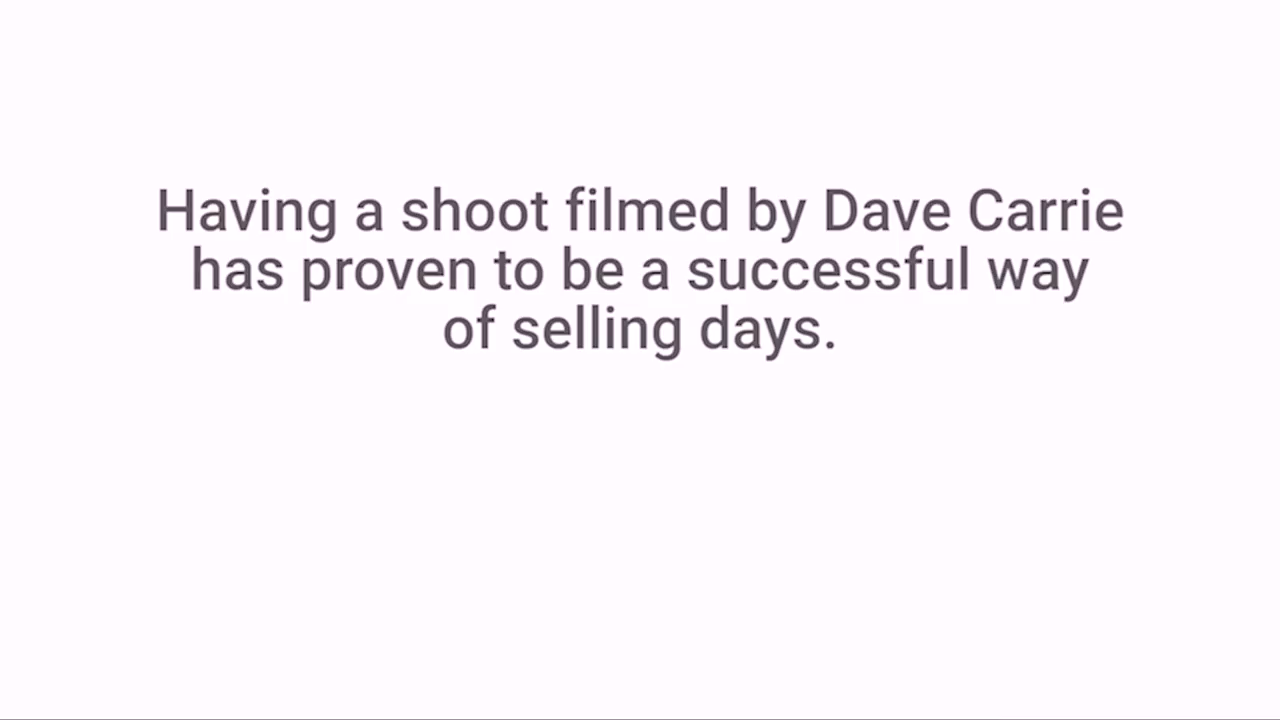 Having a shoot filmed by Dave Carrie
has proven to be a successful way
of selling days.